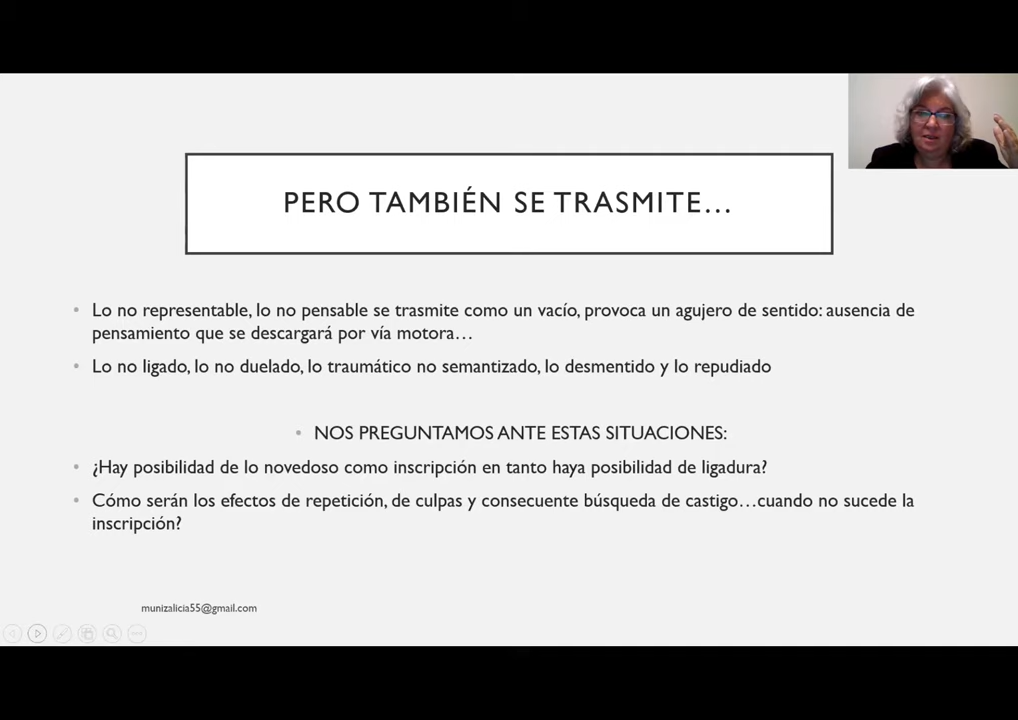 PERO TAMBIÉN SE TRASMITE…
• Lo no representable, lo no pensable se trasmite como un vacío, provoca un agujero de sentido: ausencia de
pensamiento que se descargará por vía motora…
• Lo no ligado, lo no duelado, lo traumático no semantizado, lo desmentido y lo repudiado
• NOS PREGUNTAMOS ANTE ESTAS SITUACIONES:
• ¿Hay posibilidad de lo novedoso como inscripción en tanto haya posibilidad de ligadura?
• Cómo serán los efectos de repetición, de culpas y consecuente búsqueda de castigo…cuando no sucede la
inscripción?
munizalicia55@gmail.com